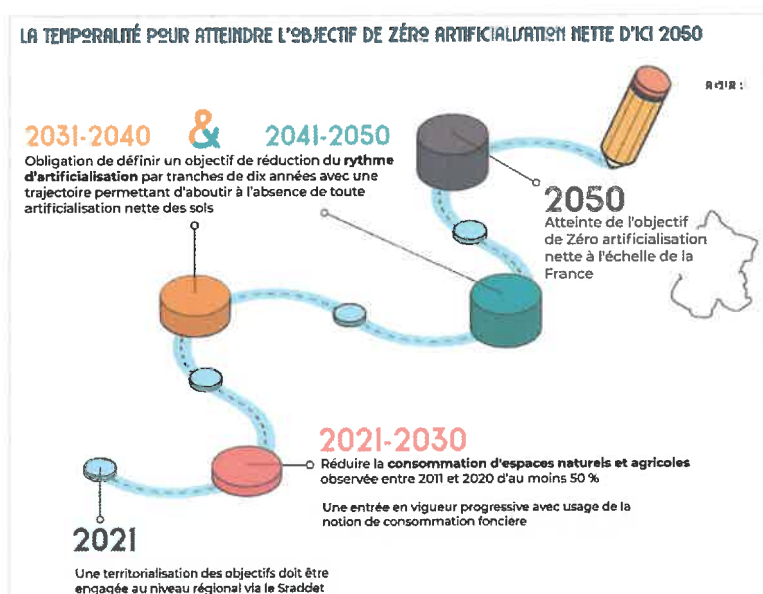 LA TEMPORALITÉ POUR ATTEINDRE L'OBJECTIF DE ZÉRO ARTIFICIALISATION NETTE D'ICI 2050
2031-2040 & 2041-2050
Obligation de définir un objectif de réduction du rythme
d'artificialisation par tranches de dix années avec une
trajectoire permettant d'aboutir à l'absence de toute
artificialisation nette des sols
2050
Atteinte de l'objectif
de Zéro artificialisation
nette à l'échelle de la
France
2021-2030
Réduire la consommation d'espaces naturels et agricoles
observée entre 2011 et 2020 d'au moins 50 %
Une entrée en vigueur progressive avec usage de la
notion de consommation foncière
2021
Une territorialisation des objectifs doit être
engagée au niveau régional via le Sraddet